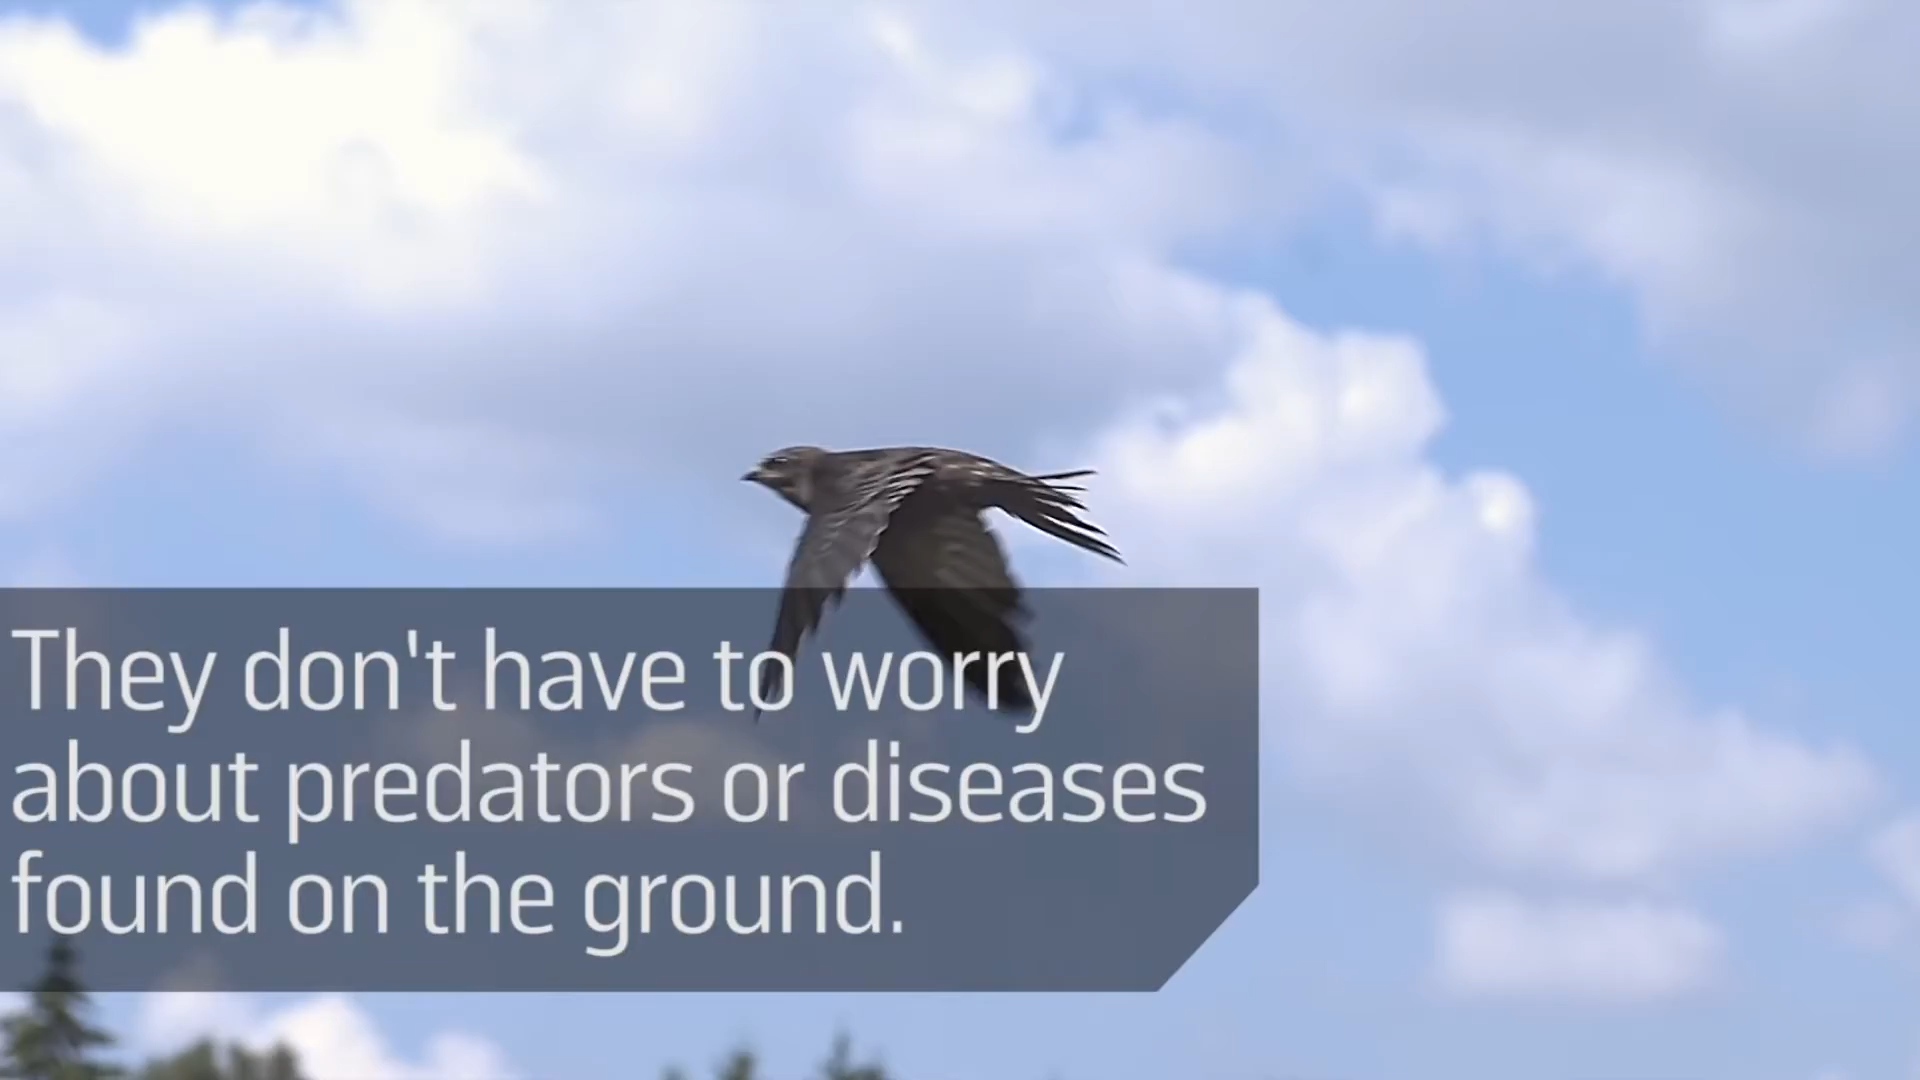 They don't have to worry
about predators or diseases
found on the ground.